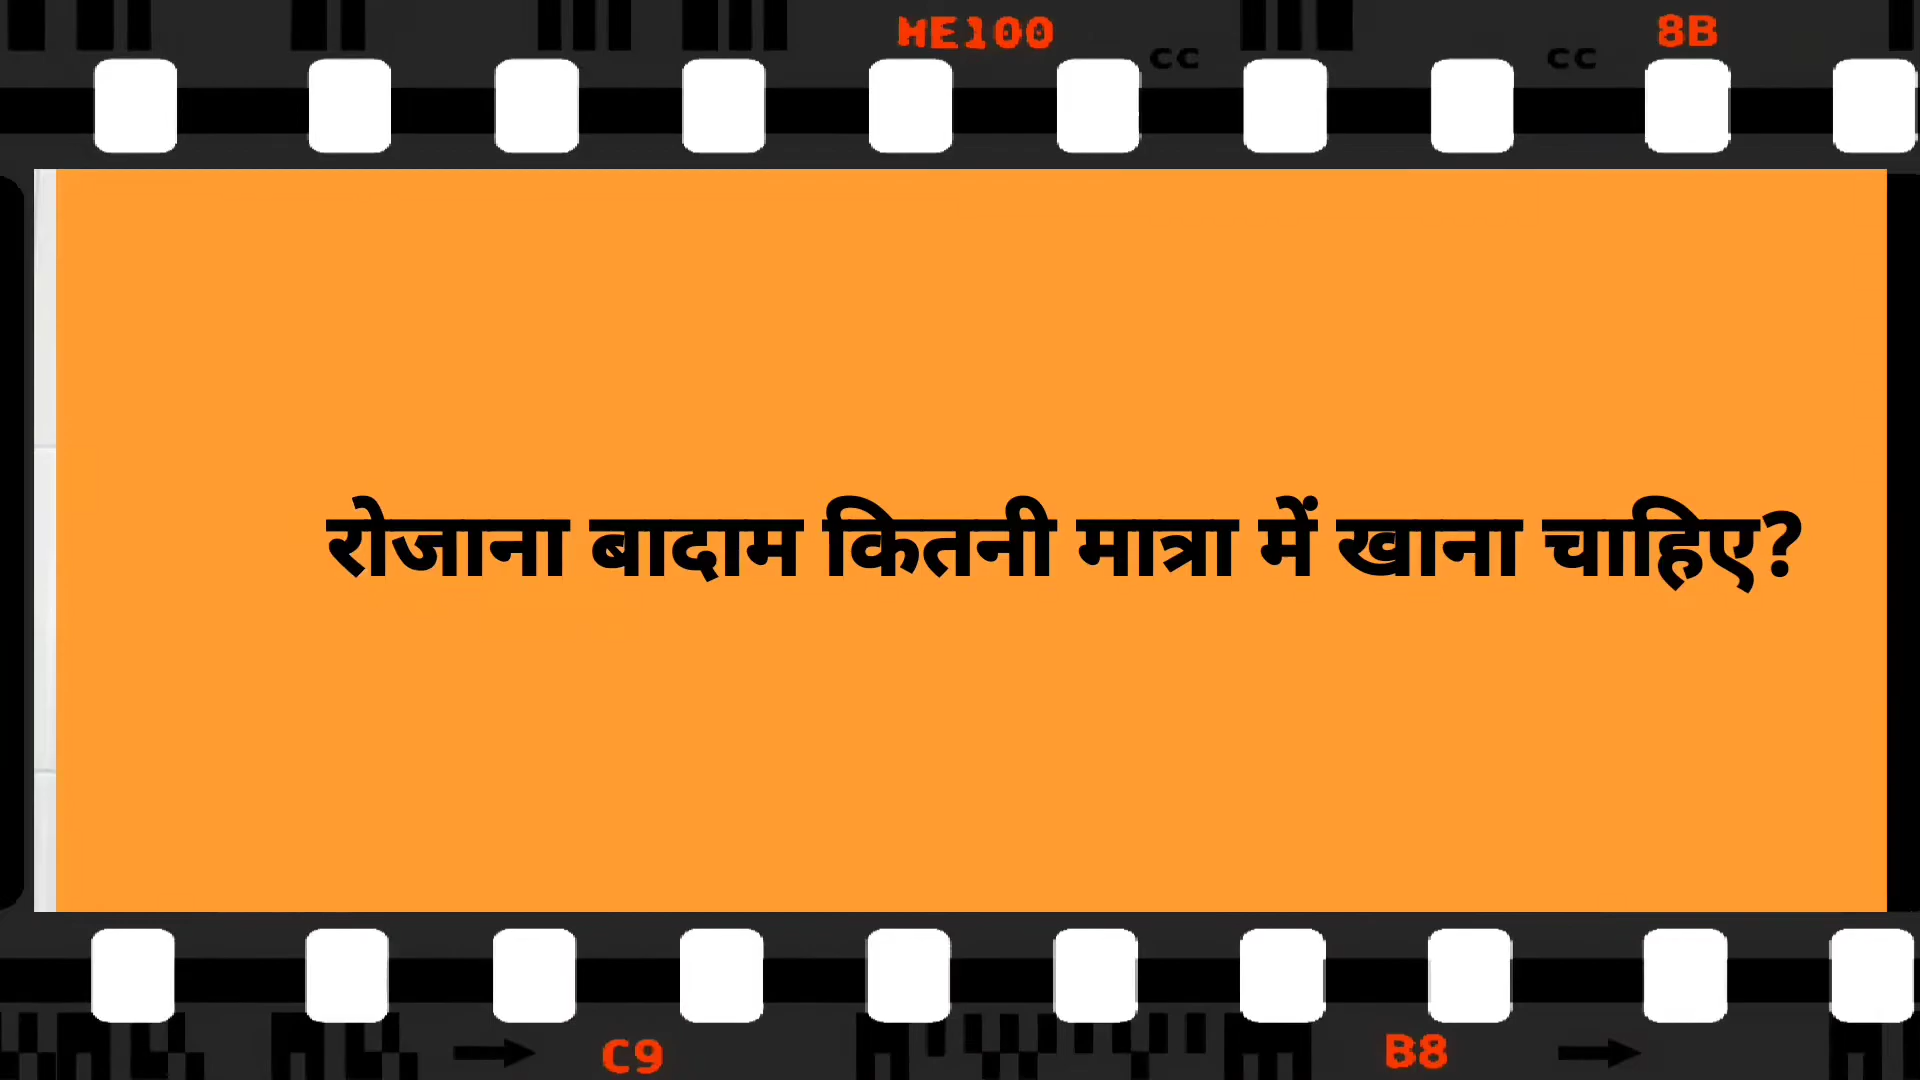 ME100
8B
CC
CC
रोजाना बादाम कितनी मात्रा में खाना चाहिए?
C9
B8